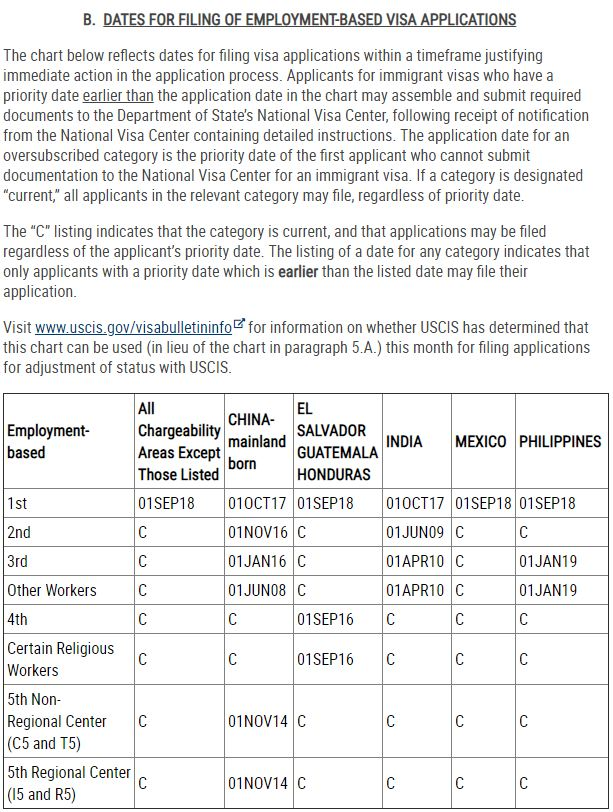 B. DATES FOR FILING OF EMPLOYMENT-BASED VISA APPLICATIONS
The chart below reflects dates for filing visa applications within a timeframe justifying
immediate action in the application process. Applicants for immigrant visas who have a
priority date earlier than the application date in the chart may assemble and submit required
documents to the Department of State's National Visa Center, following receipt of notification
from the National Visa Center containing detailed instructions. The application date for an
oversubscribed category is the priority date of the first applicant who cannot submit
documentation to the National Visa Center for an immigrant visa. If a category is designated
“current,” all applicants in the relevant category may file, regardless of priority date.
The “C” listing indicates that the category is current, and that applications may be filed
regardless of the applicant's priority date. The listing of a date for any category indicates that
only applicants with a priority date which is earlier than the listed date may file their
application.
Visit www.uscis.gov/visabulletininfo for information on whether USCIS has determined that
this chart can be used (in lieu of the chart in paragraph 5.A.) this month for filing applications
for adjustment of status with USCIS.
Employment-
based
All
Chargeability
Areas Except
Those Listed
CHINA-
mainland
born
EL
SALVADOR
GUATEMALA
HONDURAS
INDIA
MEXICO
PHILIPPINES
1st 01SEP18 01OCT17 01SEP18 01OCT17 01SEP18 01SEP18
2nd C 01NOV16 C 01JUN09 C C
3rd C 01JAN16 C 01APR10 C 01JAN19
Other Workers C 01JUN08 C 01APR10 C 01JAN19
4th C C 01SEP16 C C C
Certain Religious
Workers
C C 01SEP16 C C C
5th Non-
Regional Center
(C5 and T5)
C 01NOV14 C C C C
5th Regional Center
(I5 and R5)
C 01NOV14 C C C C